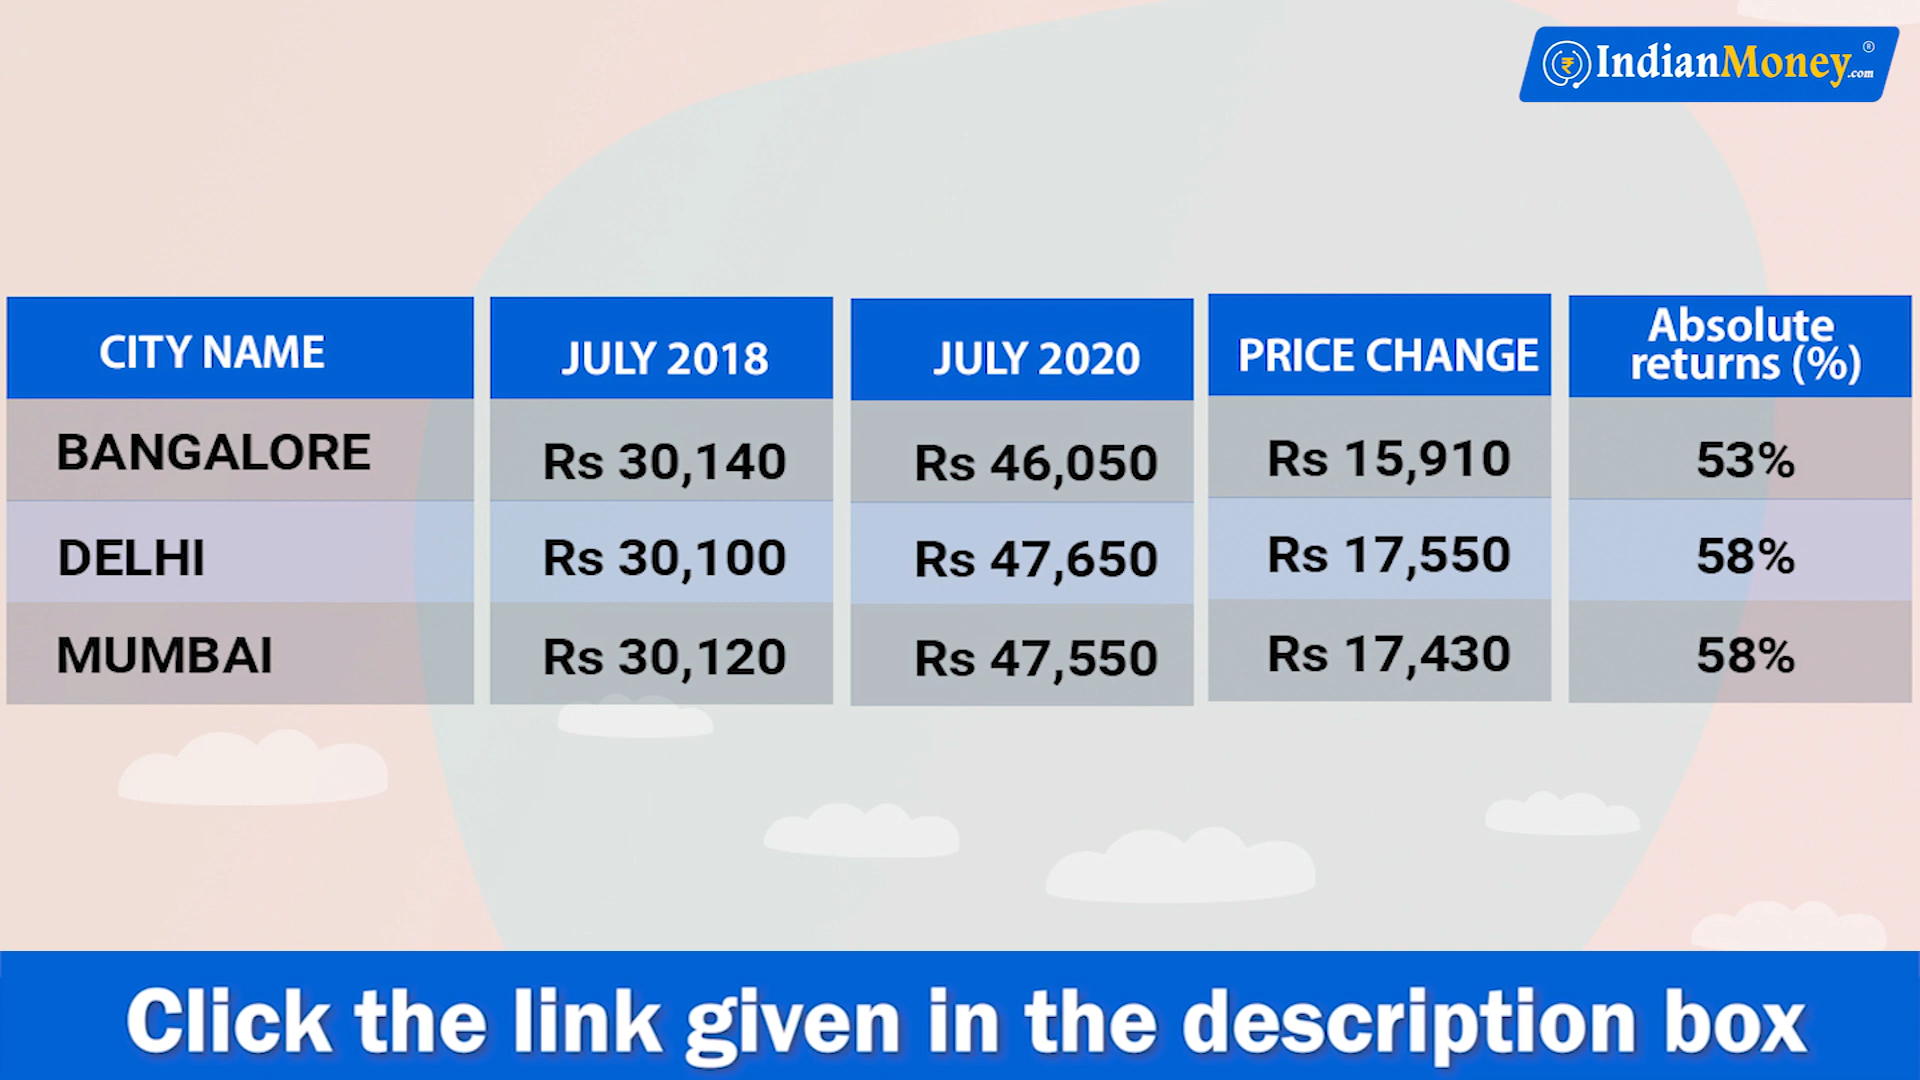 IndianMoney.com®
CITY NAME JULY 2018 JULY 2020 PRICE CHANGE Absolute returns (%)
BANGALORE Rs 30,140 Rs 46,050 Rs 15,910 53%
DELHI Rs 30,100 Rs 47,650 Rs 17,550 58%
MUMBAI Rs 30,120 Rs 47,550 Rs 17,430 58%
Click the link given in the description box